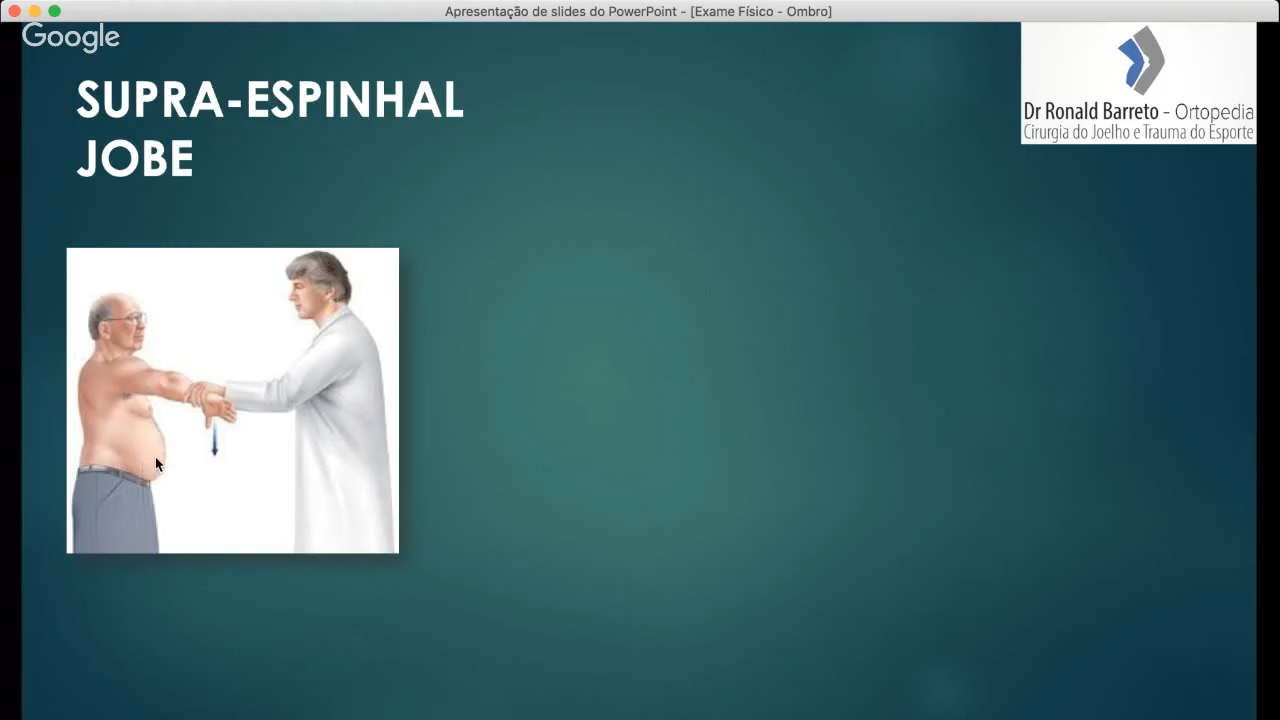 Apresentação de slides do PowerPoint - [Exame Físico - Ombro]
Google
SUPRA-ESPINHAL
JOBE
Dr Ronald Barreto - Ortopedia
Cirurgia do Joelho e Trauma do Esporte